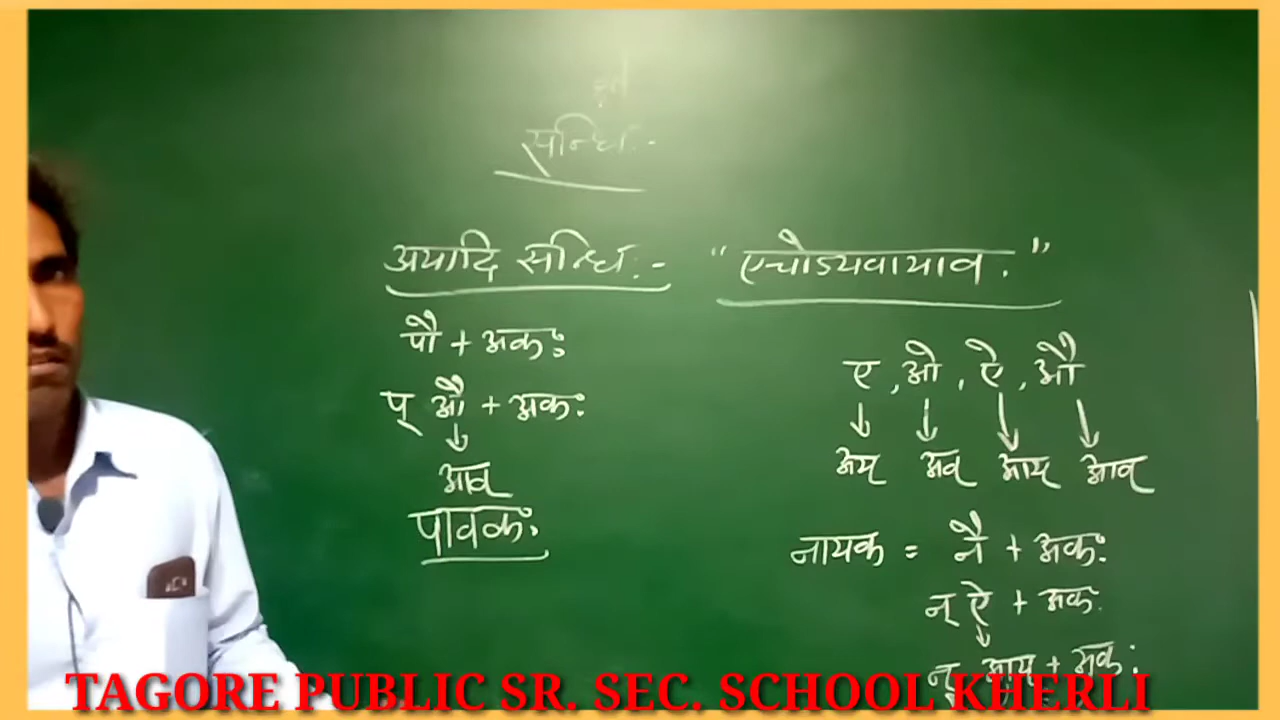 सन्धिः-
अयादि सन्धिः- "एचोऽयवायाव."
पौ + अकः
प् औ + अकः
↓
आव्
पावकः
ए, ओ, ऐ, औ
↓ ↓ ↓ ↓
अय् अव् आय् आव्
नायक = नै + अकः
न् ऐ + अक
↓
न् आय् + अकः
TAGORE PUBLIC SR. SEC. SCHOOL KHERLI